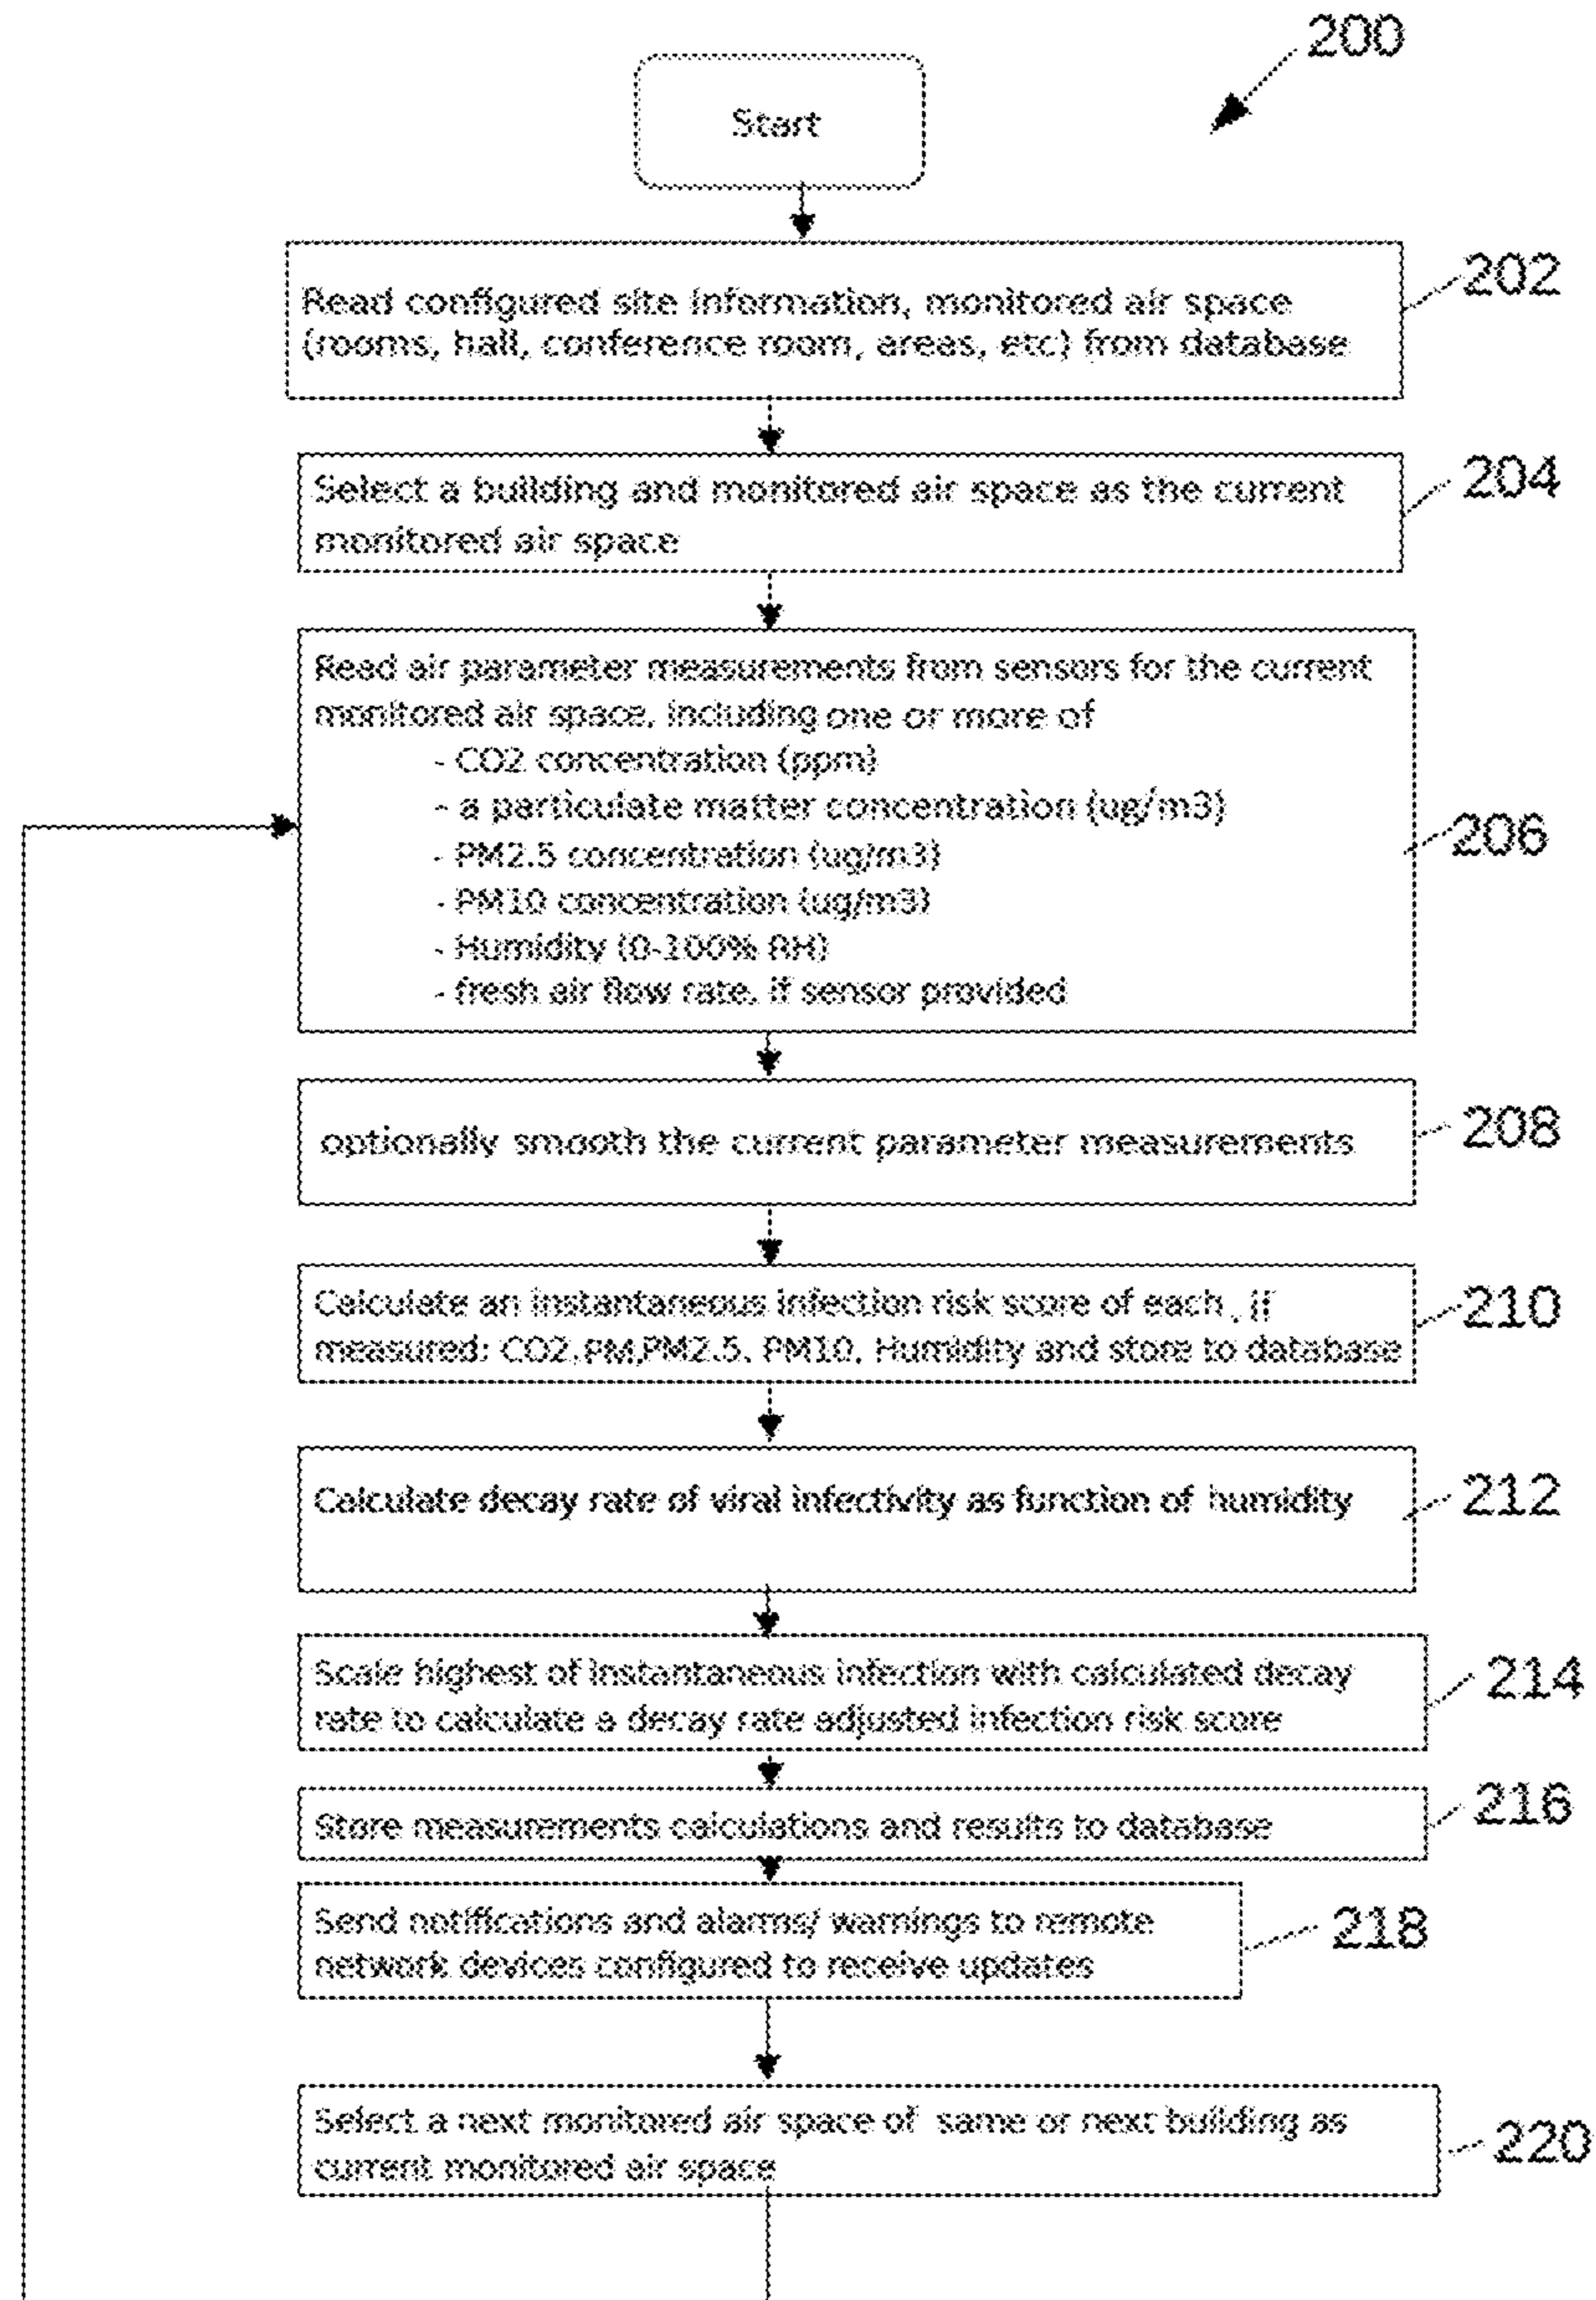 200
Start
202
Read configured site information, monitored air space
(rooms, hall, conference room, areas, etc) from database
204
Select a building and monitored air space as the current
monitored air space
206
Read air parameter measurements from sensors for the current
monitored air space, including one or more of
- CO2 concentration (ppm)
- a particulate matter concentration (ug/m3)
- PM2.5 concentration (ug/m3)
- PM10 concentration (ug/m3)
- Humidity (0-100% RH)
- fresh air flow rate, if sensor provided
208
optionally smooth the current parameter measurements
210
Calculate an instantaneous infection risk score of each , if
measured: CO2,PM,PM2.5, PM10, Humidity and store to database
212
Calculate decay rate of viral infectivity as function of humidity
214
Scale highest of instantaneous infection with calculated decay
rate to calculate a decay rate adjusted infection risk score
216
Store measurements calculations and results to database
218
Send notifications and alarms/ warnings to remote
network devices configured to receive updates
220
Select a next monitored air space of same or next building as
current monitored air space